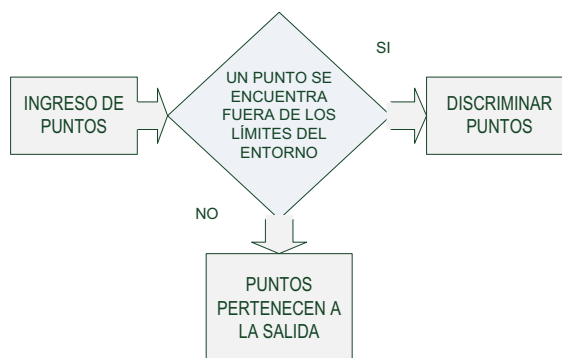 SI
UN PUNTO SE
ENCUENTRA
FUERA DE LOS
LÍMITES DEL
ENTORNO
INGRESO DE
PUNTOS
DISCRIMINAR
PUNTOS
NO
PUNTOS
PERTENECEN A
LA SALIDA